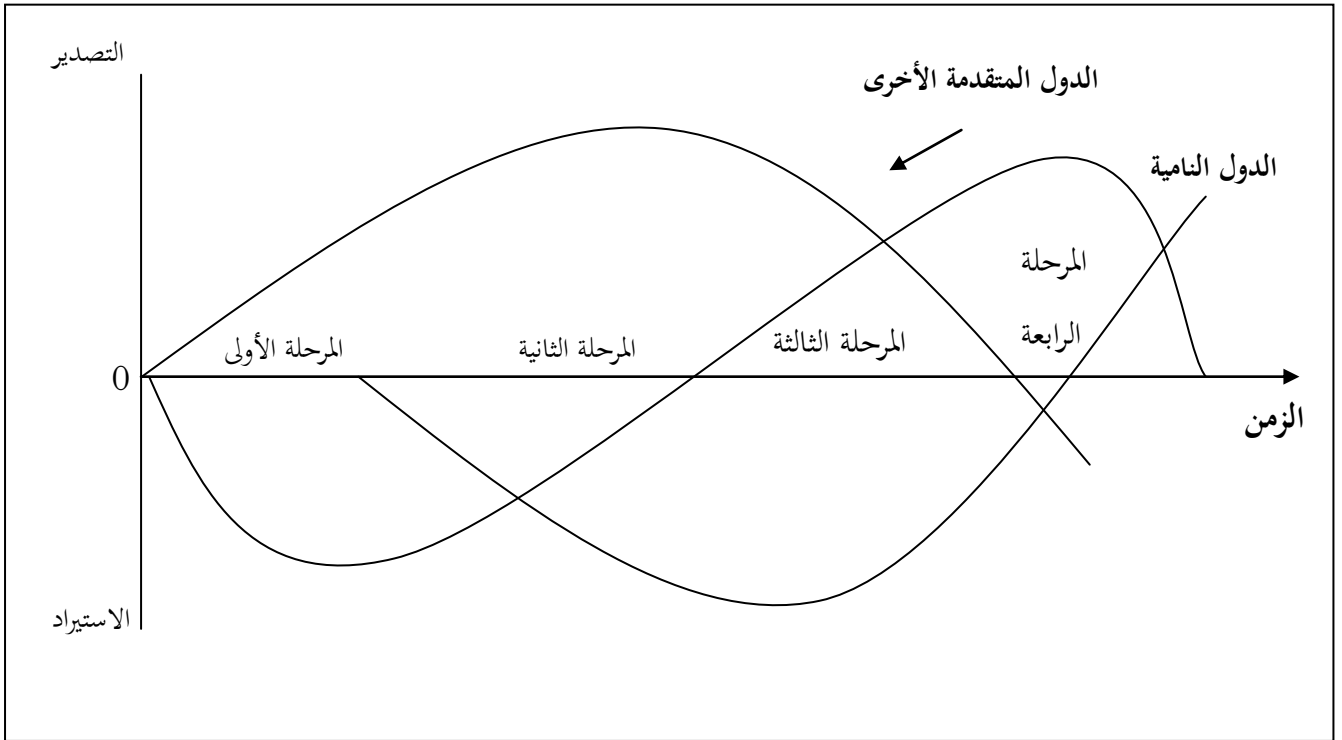 التصدير
الدول المتقدمة الأخرى
الدول النامية
المرحلة
الرابعة
المرحلة الثالثة
المرحلة الثانية
المرحلة الأولى
0
الزمن
الاستيراد